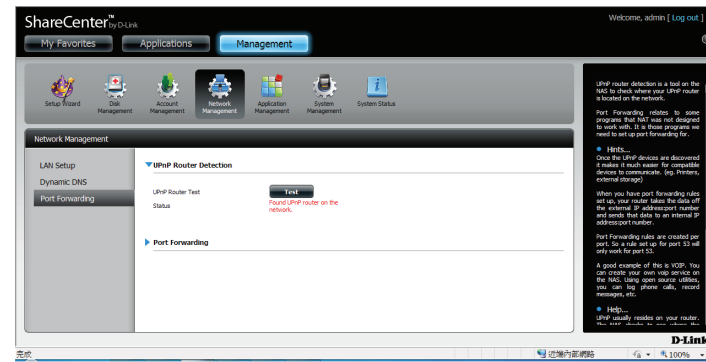 ShareCenter™ by D-Link
Welcome, admin [ Log out ]
My Favorites
Applications
Management
Setup Wizard
Disk Management
Account Management
Network Management
Application Management
System Management
System Status
Network Management
LAN Setup
Dynamic DNS
Port Forwarding
UPnP Router Detection
UPnP Router Test
Test
Status
Found UPnP router on the
network.
Port Forwarding
UPnP router detection is a tool on the
NAS to check where your UPnP router
is located on the network.
Port Forwarding relates to some
programs that NAT was not designed
to work with. It is those programs we
need to set up port forwarding for.
Hints...
Once the UPnP devices are discovered
it makes it much easier for compatible
devices to communicate. (eg. Printers,
external storage)
When you have port forwarding rules
set up, your router takes the data off
the external IP address:port number
and sends that data to an internal IP
address:port number.
Port Forwarding rules are created per
port. So a rule set up for port 53 will
only work for port 53.
A good example of this is VOIP. You
can create your own voip service on
the NAS. Using open source utilities,
you can log phone calls, record
messages, etc.
Help...
UPnP usually resides on your router.
The NAS checks to see where the
D-Link
完成
近端內部網路
100%